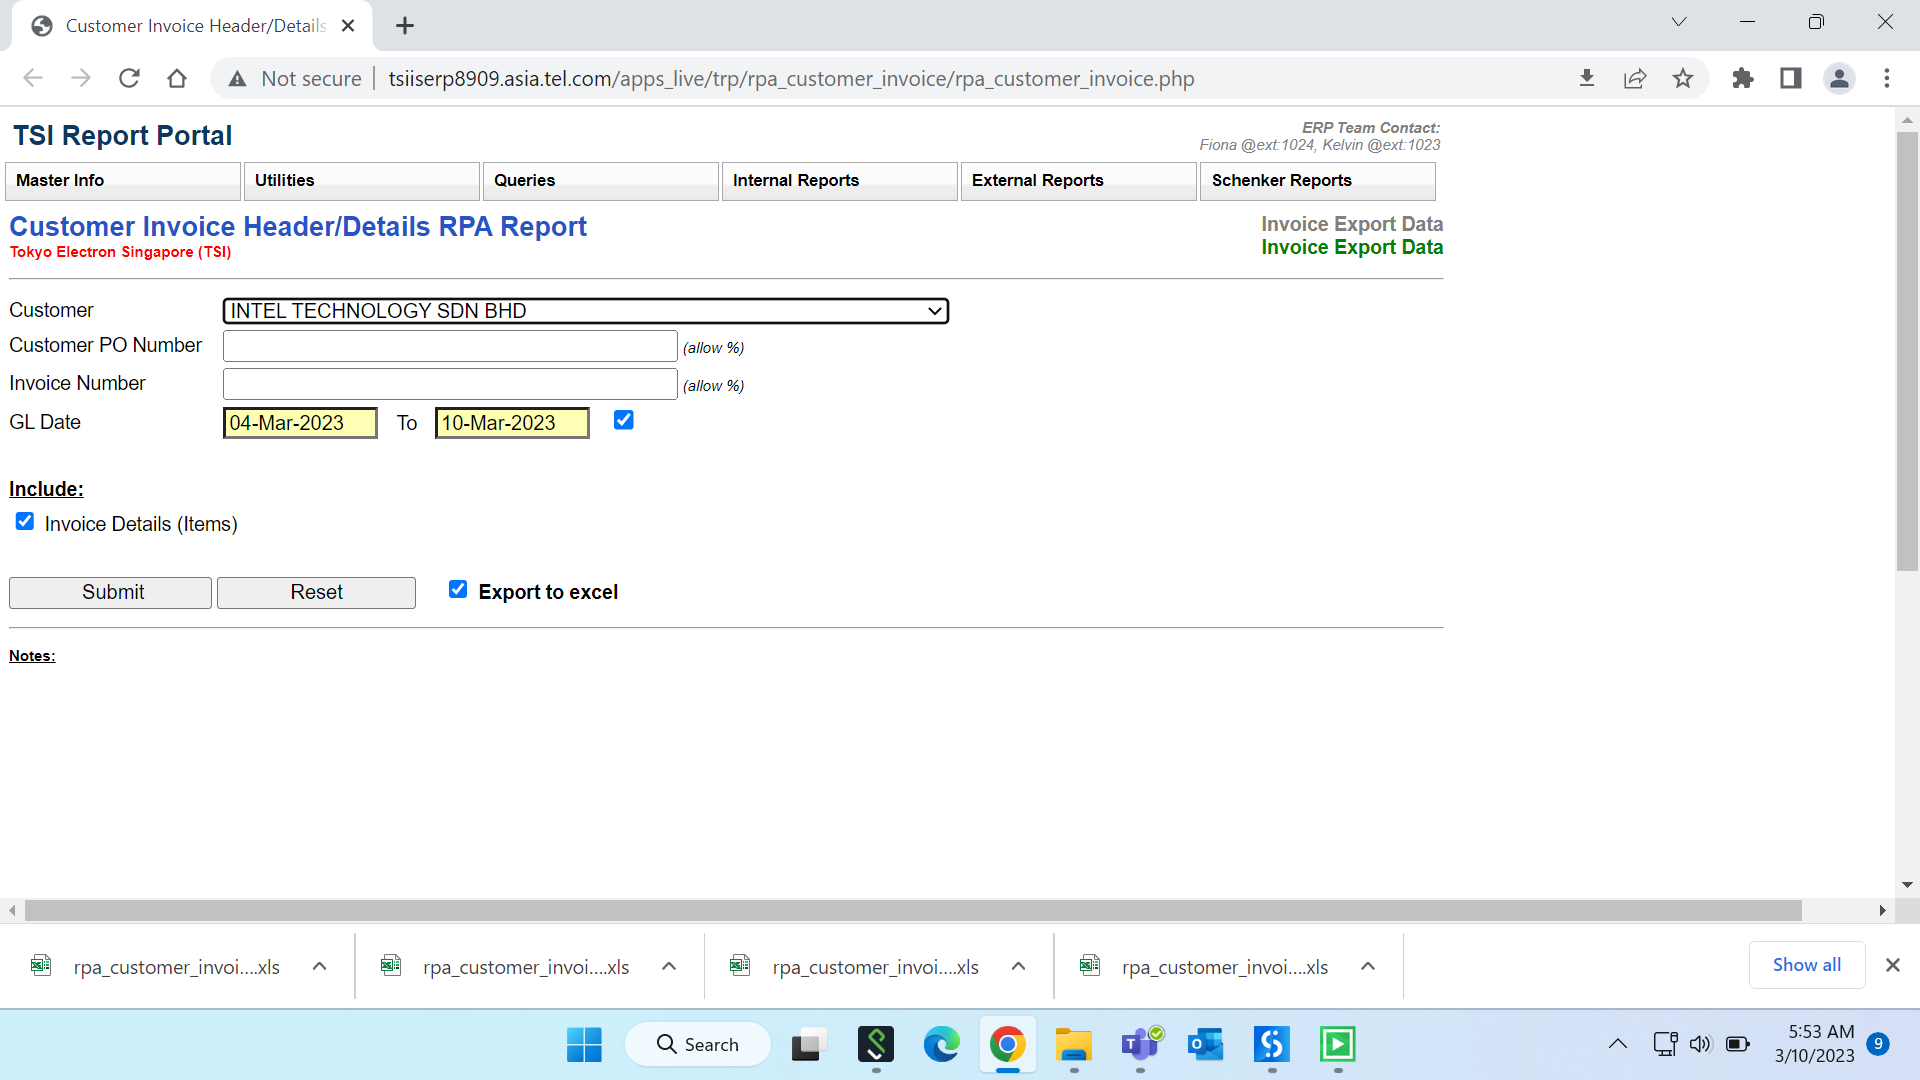 Customer Invoice Header/Details
Not secure
tsiiserp8909.asia.tel.com/apps_live/trp/rpa_customer_invoice/rpa_customer_invoice.php
TSI Report Portal
ERP Team Contact:
Fiona @ext:1024, Kelvin @ext:1023
Master Info
Utilities
Queries
Internal Reports
External Reports
Schenker Reports
Customer Invoice Header/Details RPA Report
Invoice Export Data
Tokyo Electron Singapore (TSI)
Invoice Export Data
Customer
INTEL TECHNOLOGY SDN BHD
Customer PO Number
(allow %)
Invoice Number
(allow %)
GL Date
04-Mar-2023
To
10-Mar-2023
Include:
Invoice Details (Items)
Submit
Reset
Export to excel
Notes:
rpa_customer_invoi....xls
rpa_customer_invoi....xls
rpa_customer_invoi....xls
rpa_customer_invoi....xls
Show all
Search
5:53 AM
3/10/2023
9